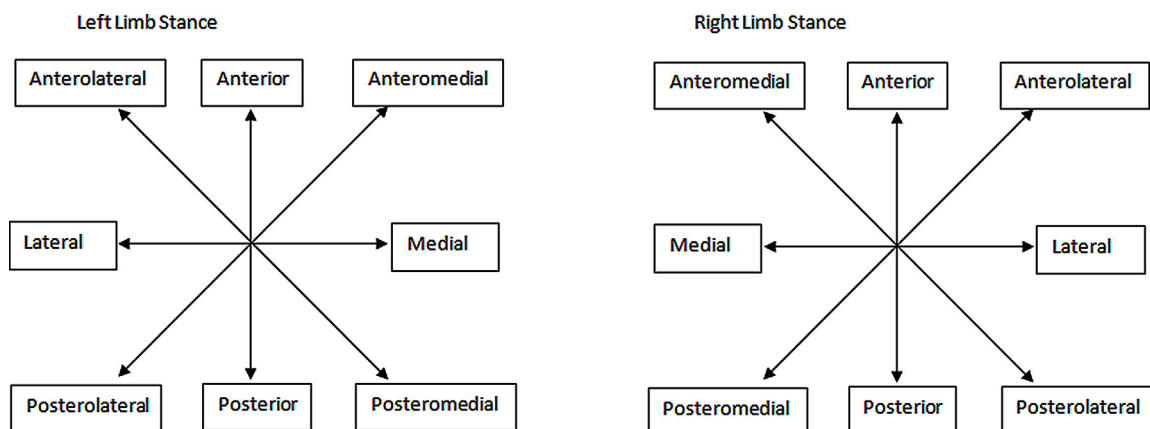 Left Limb Stance
Right Limb Stance
Anterolateral
Anterior
Anteromedial
Anteromedial
Anterior
Anterolateral
Lateral
Medial
Medial
Lateral
Posterolateral
Posterior
Posteromedial
Posteromedial
Posterior
Posterolateral